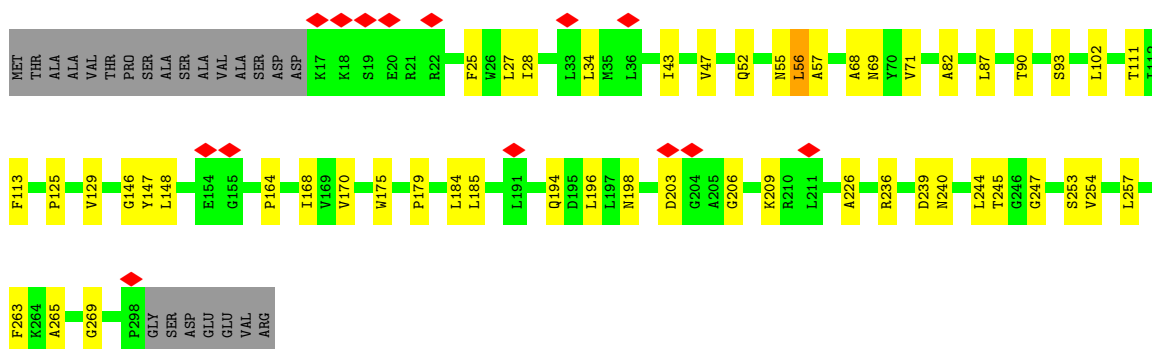 MET THR ALA ALA VAL THR PRO SER ALA SER ALA VAL ALA SER ASP ASP K17 K18 S19 E20 R21 R22 F25 W26 L27 I28 L33 L34 M35 L36 I43 V47 Q52 N55 L56 A57 A68 N69 Y70 V71 A82 L87 T90 S93 L102 T111
F113 P125 V129 G146 Y147 L148 E154 G155 P164 I168 V169 V170 W175 P179 L184 L185 L191 Q194 D195 L196 L197 N198 D203 G204 A205 G206 K209 R210 L211 A226 R236 D239 N240 L244 T245 G246 G247 S253 V254 L257
F263 K264 A265 G269 P298 GLY SER ASP GLU GLU VAL ARG